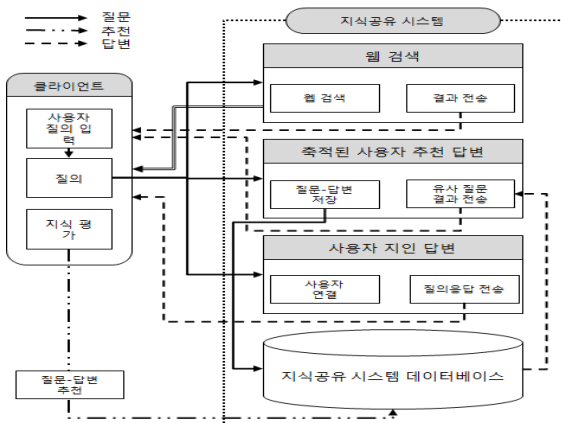 질문
추천
답변
지식공유 시스템
웹 검색
웹 검색
결과 전송
클라이언트
사용자
질의 입
력
질의
지식 평
가
축적된 사용자 추천 답변
질문-답변
저장
유사 질문
결과 전송
사용자 지인 답변
사용자
연결
질의응답 전송
지식공유 시스템 데이터베이스
질문-답변
추천